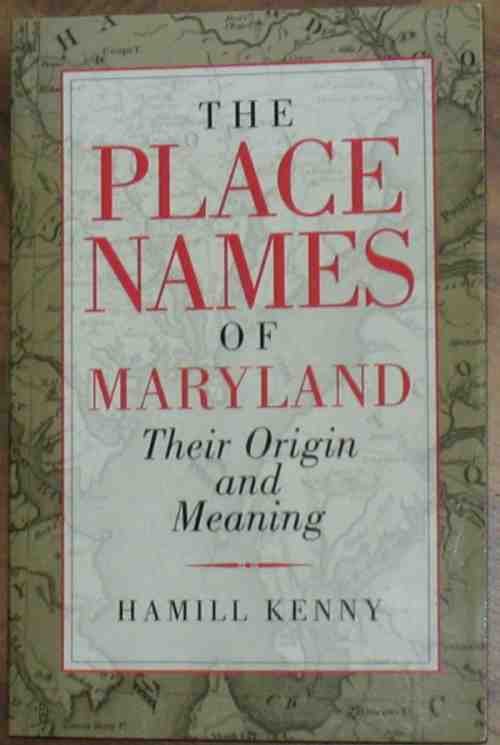 THE
PLACE
NAMES
OF
MARYLAND
Their Origin
and
Meaning
HAMILL KENNY